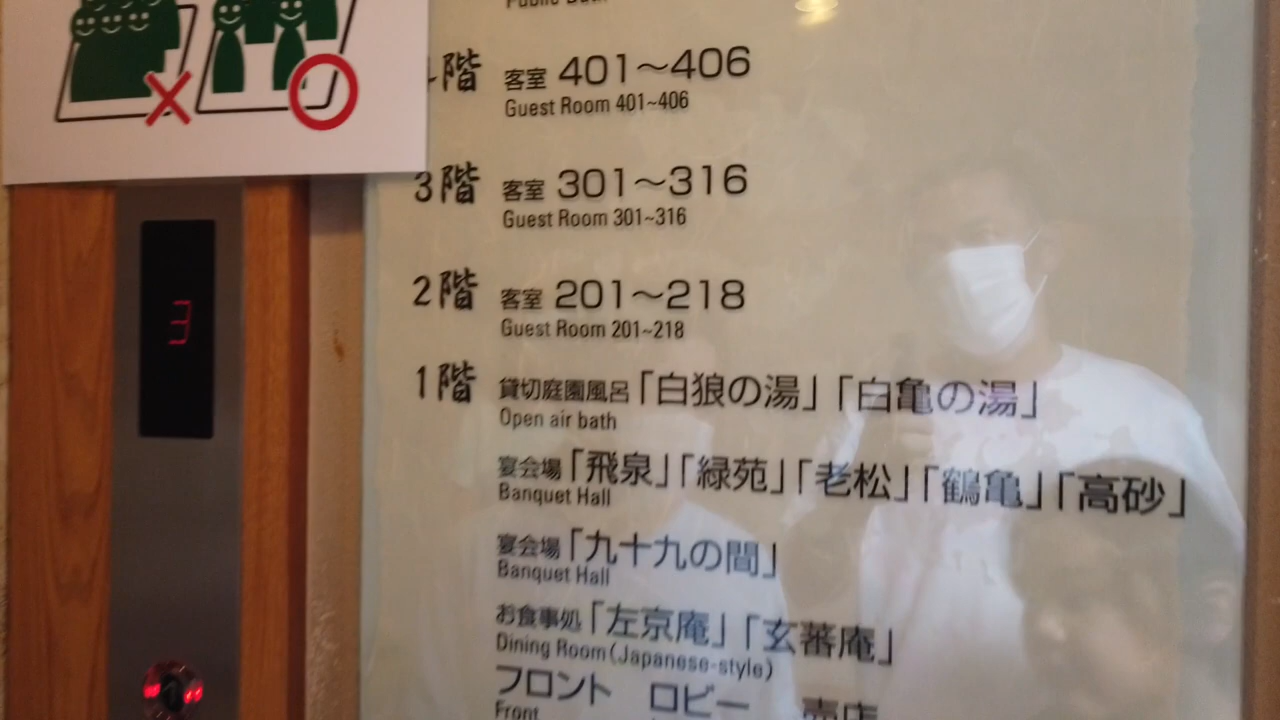 4階 客室 401～406
Guest Room 401~406
3階 客室 301～316
Guest Room 301~316
3
2階 客室 201～218
Guest Room 201~218
1階 貸切庭園風呂「白狼の湯」「白亀の湯」
Open air bath
宴会場「飛泉」「緑苑」「老松」「鶴亀」「高砂」
Banquet Hall
宴会場「九十九の間」
Banquet Hall
お食事処「左京庵」「玄蕃庵」
Dining Room (Japanese-style)
フロント ロビー 売店
Front